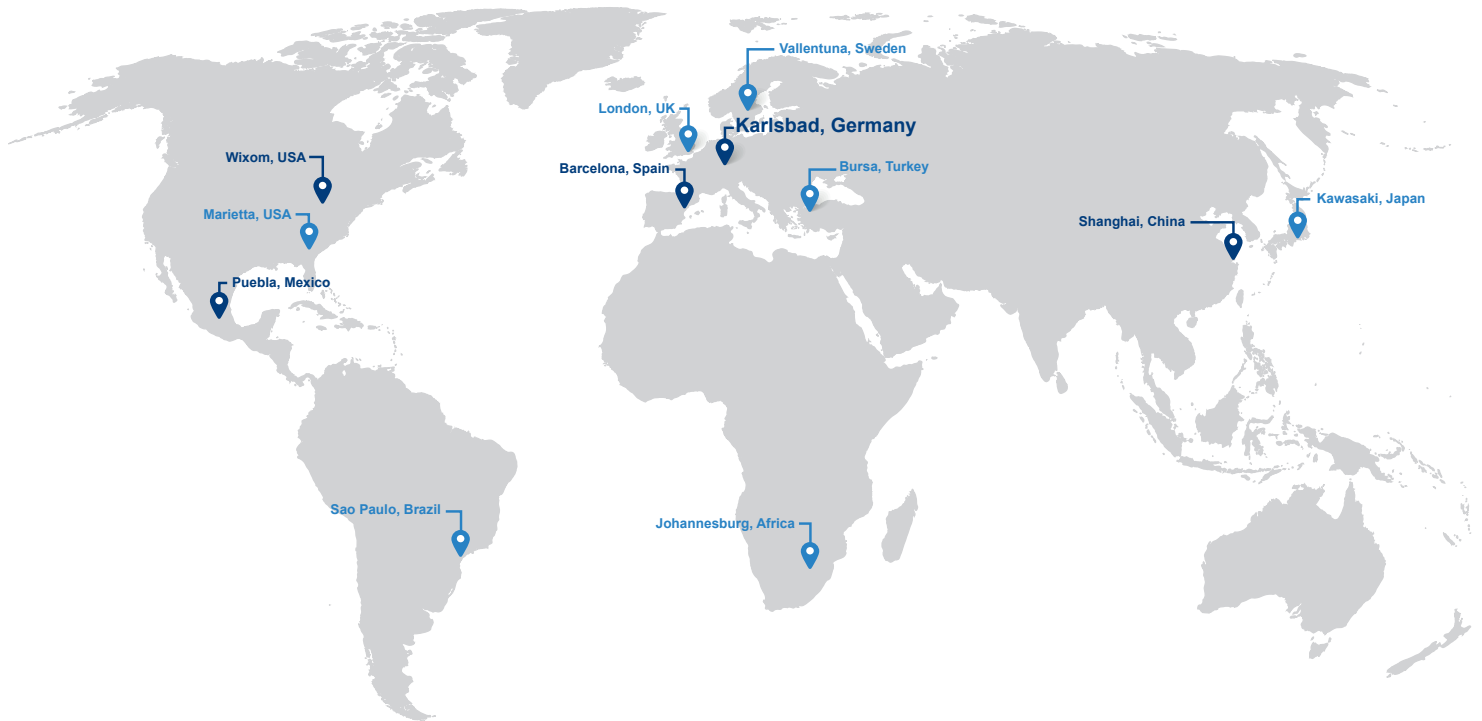 Vallentuna, Sweden
London, UK
Karlsbad, Germany
Wixom, USA
Barcelona, Spain
Bursa, Turkey
Kawasaki, Japan
Marietta, USA
Shanghai, China
Puebla, Mexico
Sao Paulo, Brazil
Johannesburg, Africa